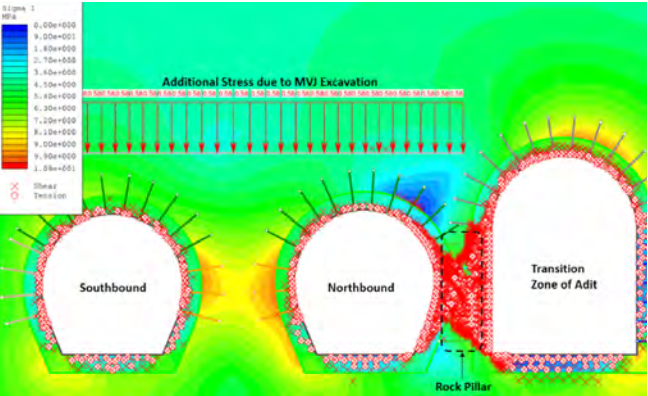 Sigma 1
MPa
0.00e+000
9.00e-001
1.80e+000
2.70e+000
3.60e+000
4.50e+000
5.40e+000
6.30e+000
7.20e+000
8.10e+000
9.00e+000
9.90e+000
1.08e+001
Shear
Tension
Additional Stress due to MVJ Excavation
Southbound
Northbound
Transition
Zone of Adit
Rock Pillar